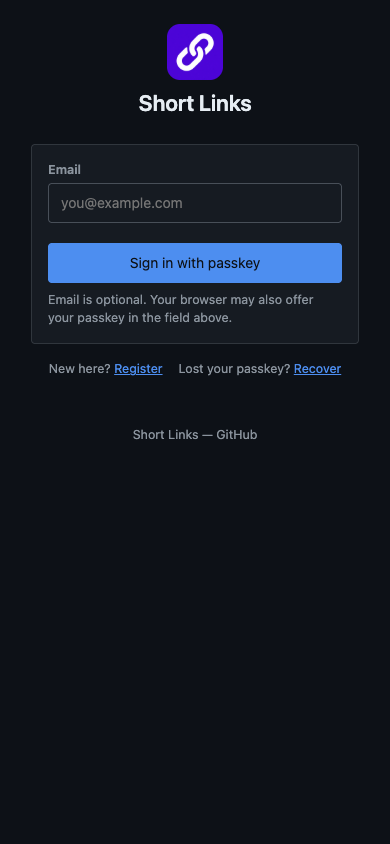 Short Links
Email
you@example.com
Sign in with passkey
Email is optional. Your browser may also offer
your passkey in the field above.
New here? Register Lost your passkey? Recover
Short Links — GitHub